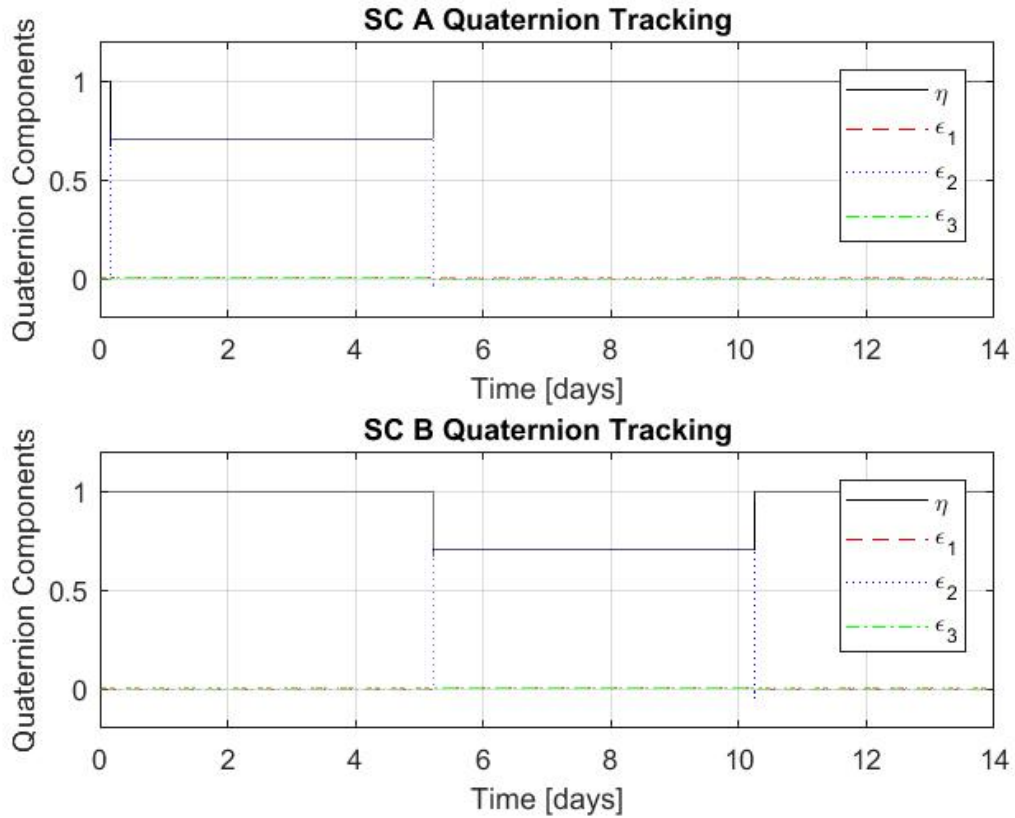 SC A Quaternion Tracking
Quaternion Components
1
0.5
0
η
ϵ1
ϵ2
ϵ3
0 2 4 6 8 10 12 14
Time [days]
SC B Quaternion Tracking
Quaternion Components
1
0.5
0
η
ϵ1
ϵ2
ϵ3
0 2 4 6 8 10 12 14
Time [days]